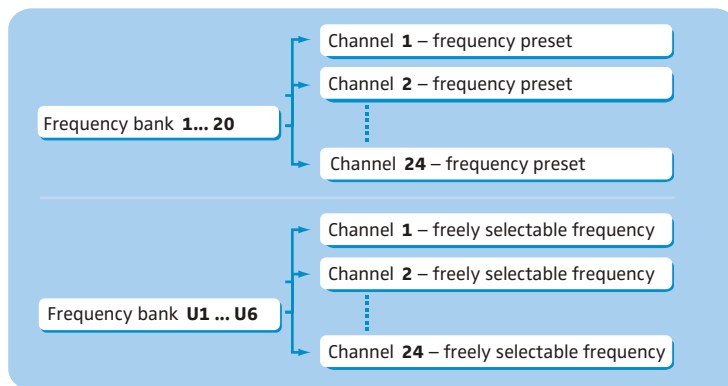 Channel 1 – frequency preset
Channel 2 – frequency preset
Frequency bank 1... 20
Channel 24 – frequency preset
Channel 1 – freely selectable frequency
Channel 2 – freely selectable frequency
Frequency bank U1 ... U6
Channel 24 – freely selectable frequency